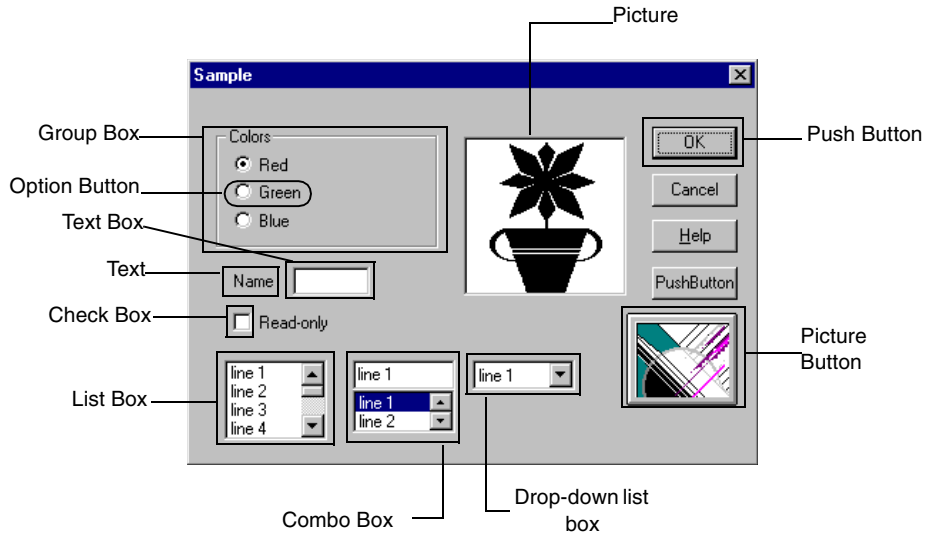 Picture
Sample
Group Box
Colors
OK
Push Button
Red
Option Button
Green
Cancel
Text Box
Blue
Help
Text
Name
PushButton
Check Box
Read-only
Picture
Button
List Box
line 1
line 2
line 3
line 4
line 1
line 1
line 2
line 1
Combo Box
Drop-down list
box